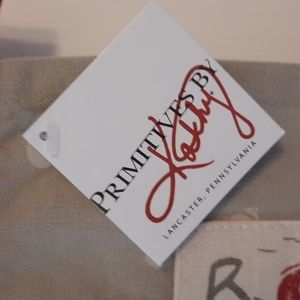 PRIMITIVES BY
Kathy
LANCASTER, PENNSYLVANIA
R